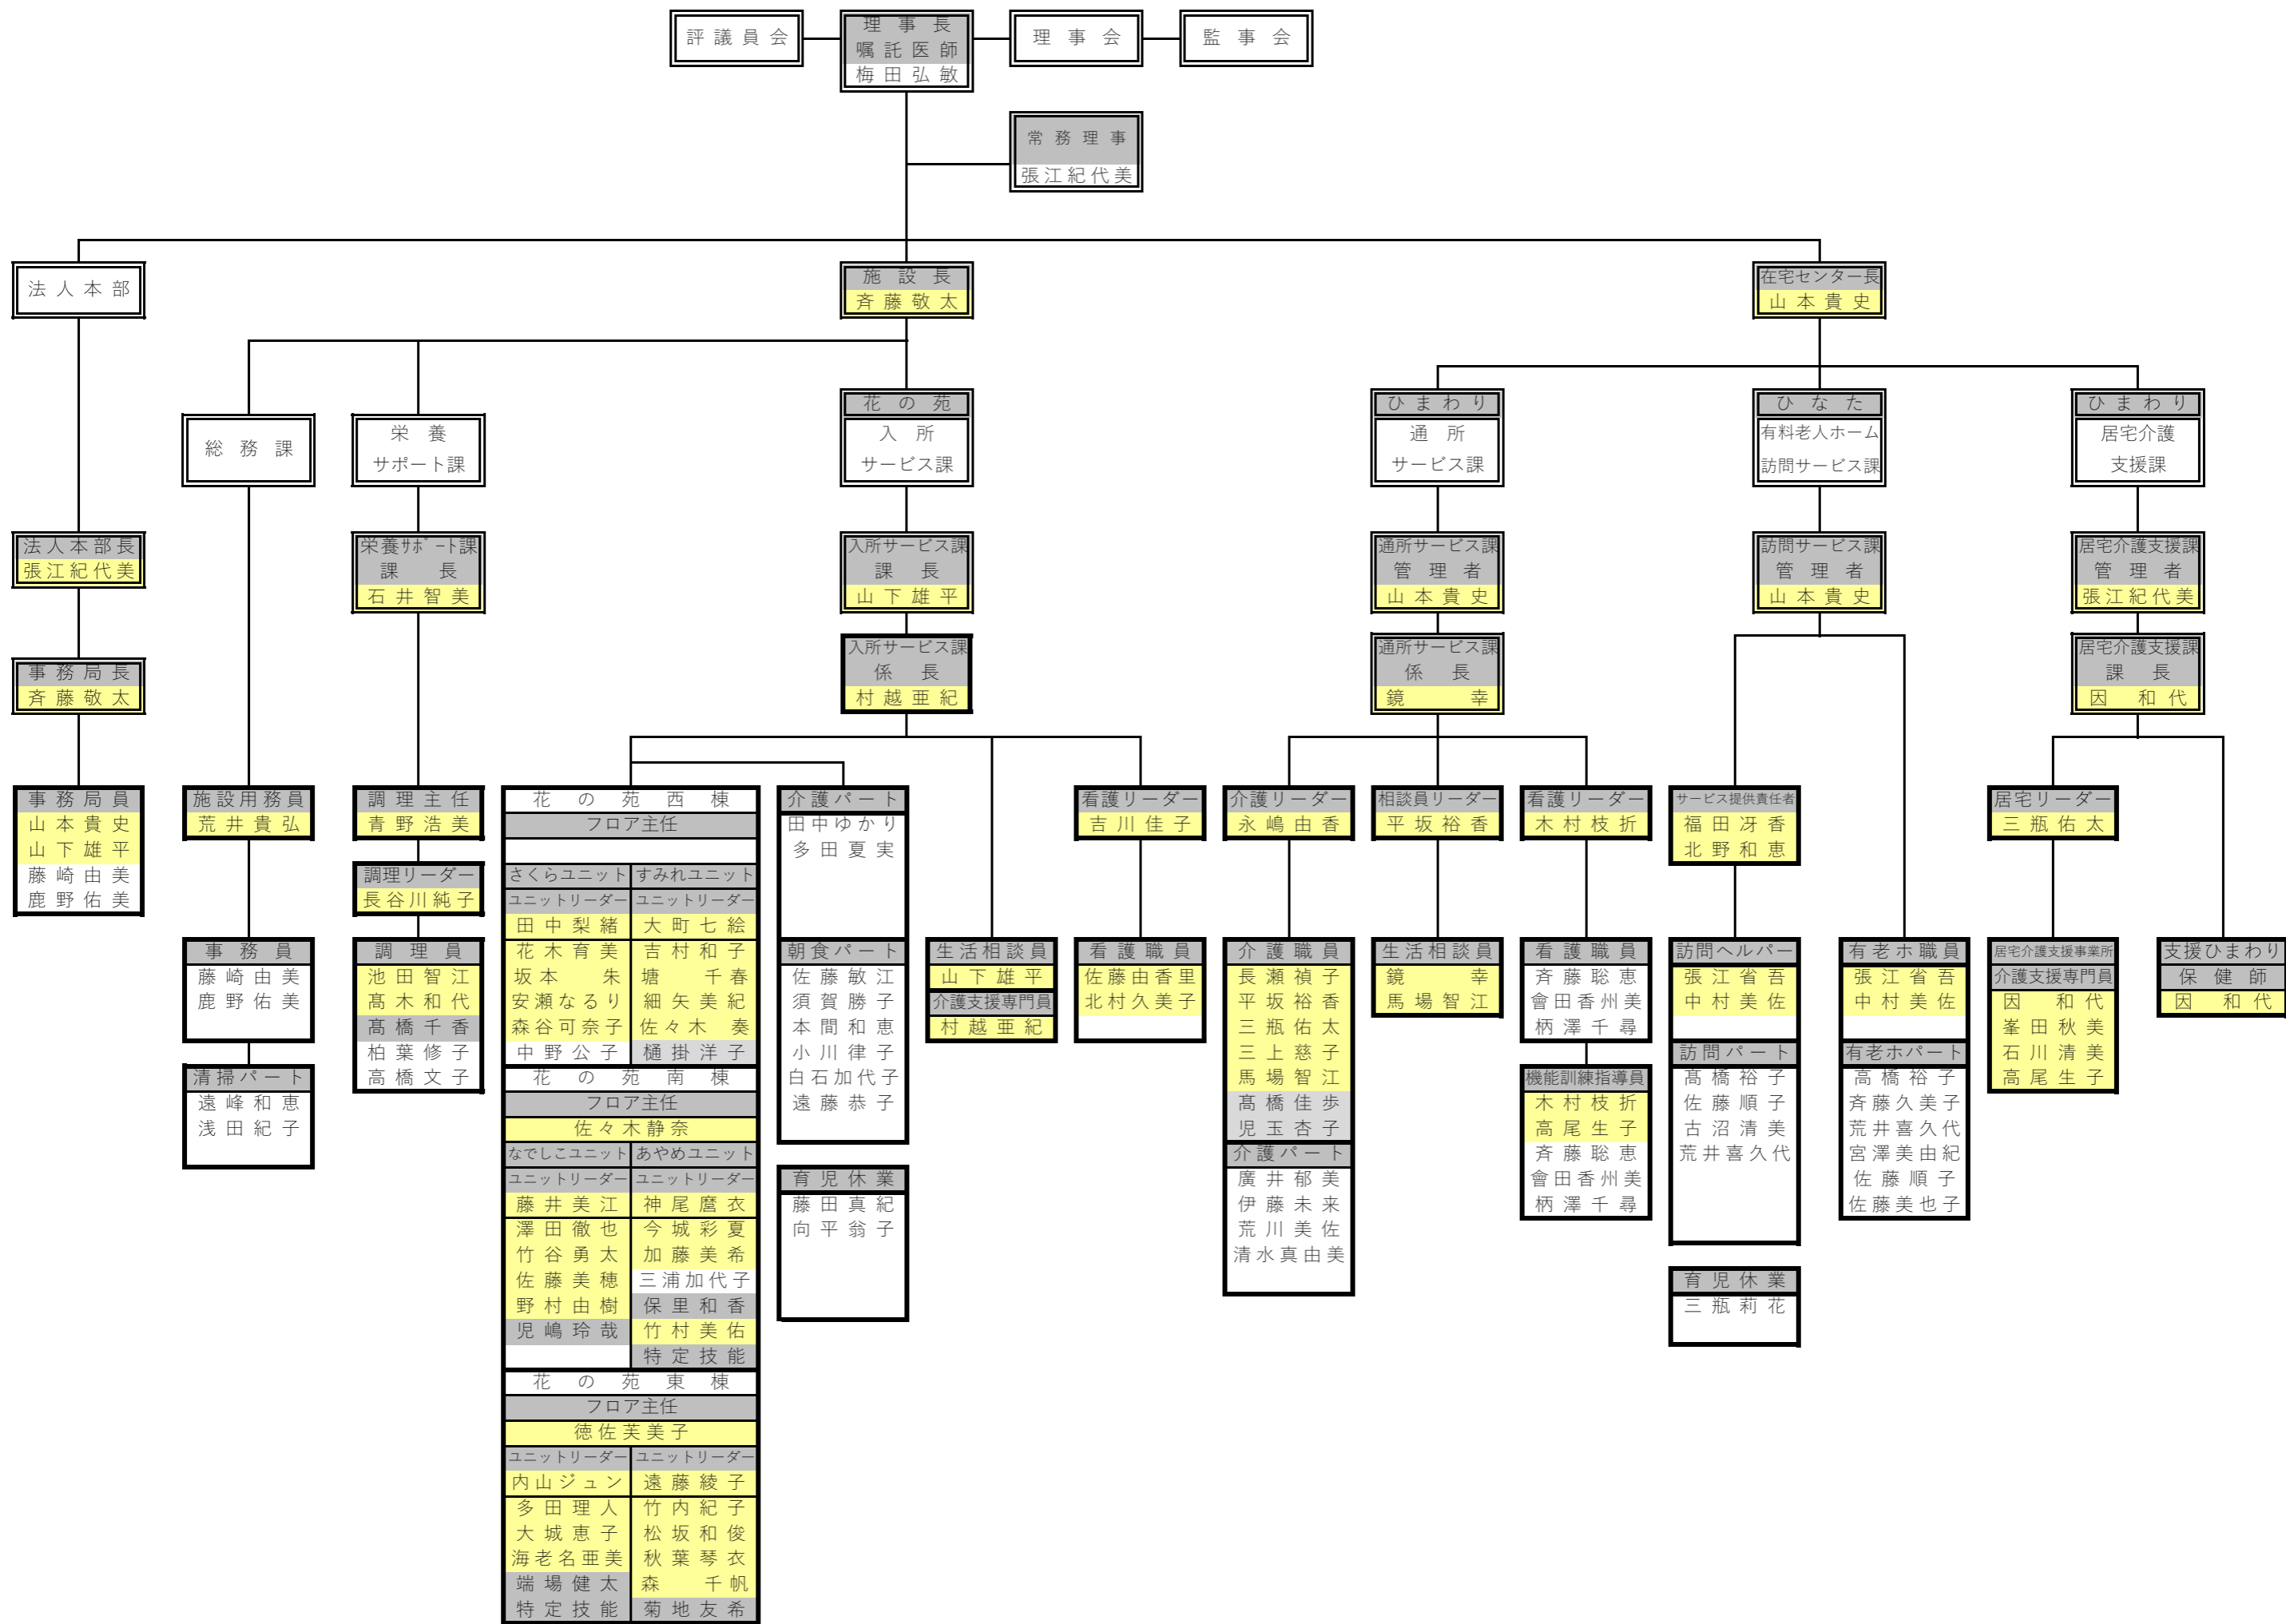 評議員会
理事長
嘱託医師
梅田弘敏
理事会
監事会
常務理事
張江紀代美
法人本部
施設長
斉藤敬太
在宅センター長
山本貴史
総務課
栄養
サポート課
花の苑
入所
サービス課
ひまわり
通所
サービス課
ひなた
有料老人ホーム
訪問サービス課
ひまわり
居宅介護
支援課
法人本部長
張江紀代美
栄養ｻﾎﾟｰﾄ課
課長
石井智美
入所サービス課
課長
山下雄平
通所サービス課
管理者
山本貴史
訪問サービス課
管理者
山本貴史
居宅介護支援課
管理者
張江紀代美
事務局長
斉藤敬太
入所サービス課
係長
村越亜紀
通所サービス課
係長
鏡 幸
居宅介護支援課
課長
因 和代
事務局員
山本貴史
山下雄平
藤崎由美
鹿野佑美
施設用務員
荒井貴弘
事務員
藤崎由美
鹿野佑美
清掃パート
遠峰和恵
浅田紀子
調理主任
青野浩美
調理リーダー
長谷川純子
調理員
池田智江
髙木和代
髙橋千香
柏葉修子
高橋文子
花の苑西棟
フロア主任
さくらユニット
ユニットリーダー
田中梨緒
花木育美
坂本 朱
安瀬なるり
森谷可奈子
中野公子
すみれユニット
ユニットリーダー
大町七絵
吉村和子
塘 千春
細矢美紀
佐々木 奏
樋掛洋子
花の苑南棟
フロア主任
佐々木静奈
なでしこユニット
ユニットリーダー
藤井美江
澤田徹也
竹谷勇太
佐藤美穂
野村由樹
児嶋玲哉
あやめユニット
ユニットリーダー
神尾麿衣
今城彩夏
加藤美希
三浦加代子
保里和香
竹村美佑
特定技能
花の苑東棟
フロア主任
徳佐芙美子
ユニットリーダー
内山ジュン
多田理人
大城恵子
海老名亜美
端場健太
特定技能
ユニットリーダー
遠藤綾子
竹内紀子
松坂和俊
秋葉琴衣
森 千帆
菊地友希
介護パート
田中ゆかり
多田夏実
朝食パート
佐藤敏江
須賀勝子
本間和恵
小川律子
白石加代子
遠藤恭子
育児休業
藤田真紀
向平翁子
生活相談員
山下雄平
介護支援専門員
村越亜紀
看護リーダー
吉川佳子
看護職員
佐藤由香里
北村久美子
介護リーダー
永嶋由香
介護職員
長瀬禎子
平坂裕香
三瓶佑太
三上慈子
馬場智江
髙橋佳歩
児玉杏子
介護パート
廣井郁美
伊藤未来
荒川美佐
清水真由美
相談員リーダー
平坂裕香
生活相談員
鏡 幸
馬場智江
看護リーダー
木村枝折
看護職員
斉藤聡恵
會田香州美
柄澤千尋
機能訓練指導員
木村枝折
高尾生子
斉藤聡恵
會田香州美
柄澤千尋
サービス提供責任者
福田冴香
北野和恵
訪問ヘルパー
張江省吾
中村美佐
訪問パート
髙橋裕子
佐藤順子
古沼清美
荒井喜久代
育児休業
三瓶莉花
有老ホ職員
張江省吾
中村美佐
有老ホパート
高橋裕子
斉藤久美子
荒井喜久代
宮澤美由紀
佐藤順子
佐藤美也子
居宅リーダー
三瓶佑太
居宅介護支援事業所
介護支援専門員
因 和代
峯田秋美
石川清美
高尾生子
支援ひまわり
保健師
因 和代